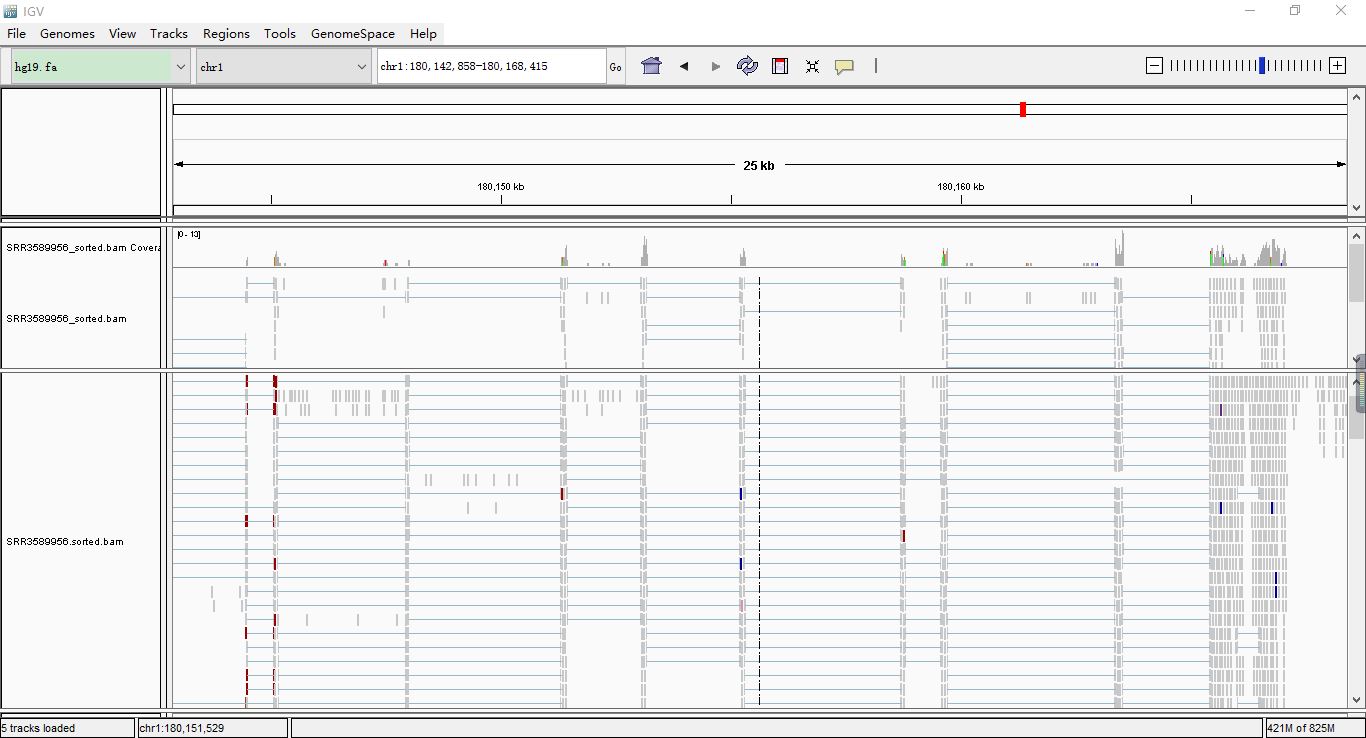 IGV
File Genomes View Tracks Regions Tools GenomeSpace Help
hg19.fa chr1 chr1:180,142,858-180,168,415 Go
25 kb
180,150 kb 180,160 kb
[0 - 13]
SRR3589956_sorted.bam Covera
SRR3589956_sorted.bam
SRR3589956.sorted.bam
5 tracks loaded chr1:180,151,529 421M of 825M